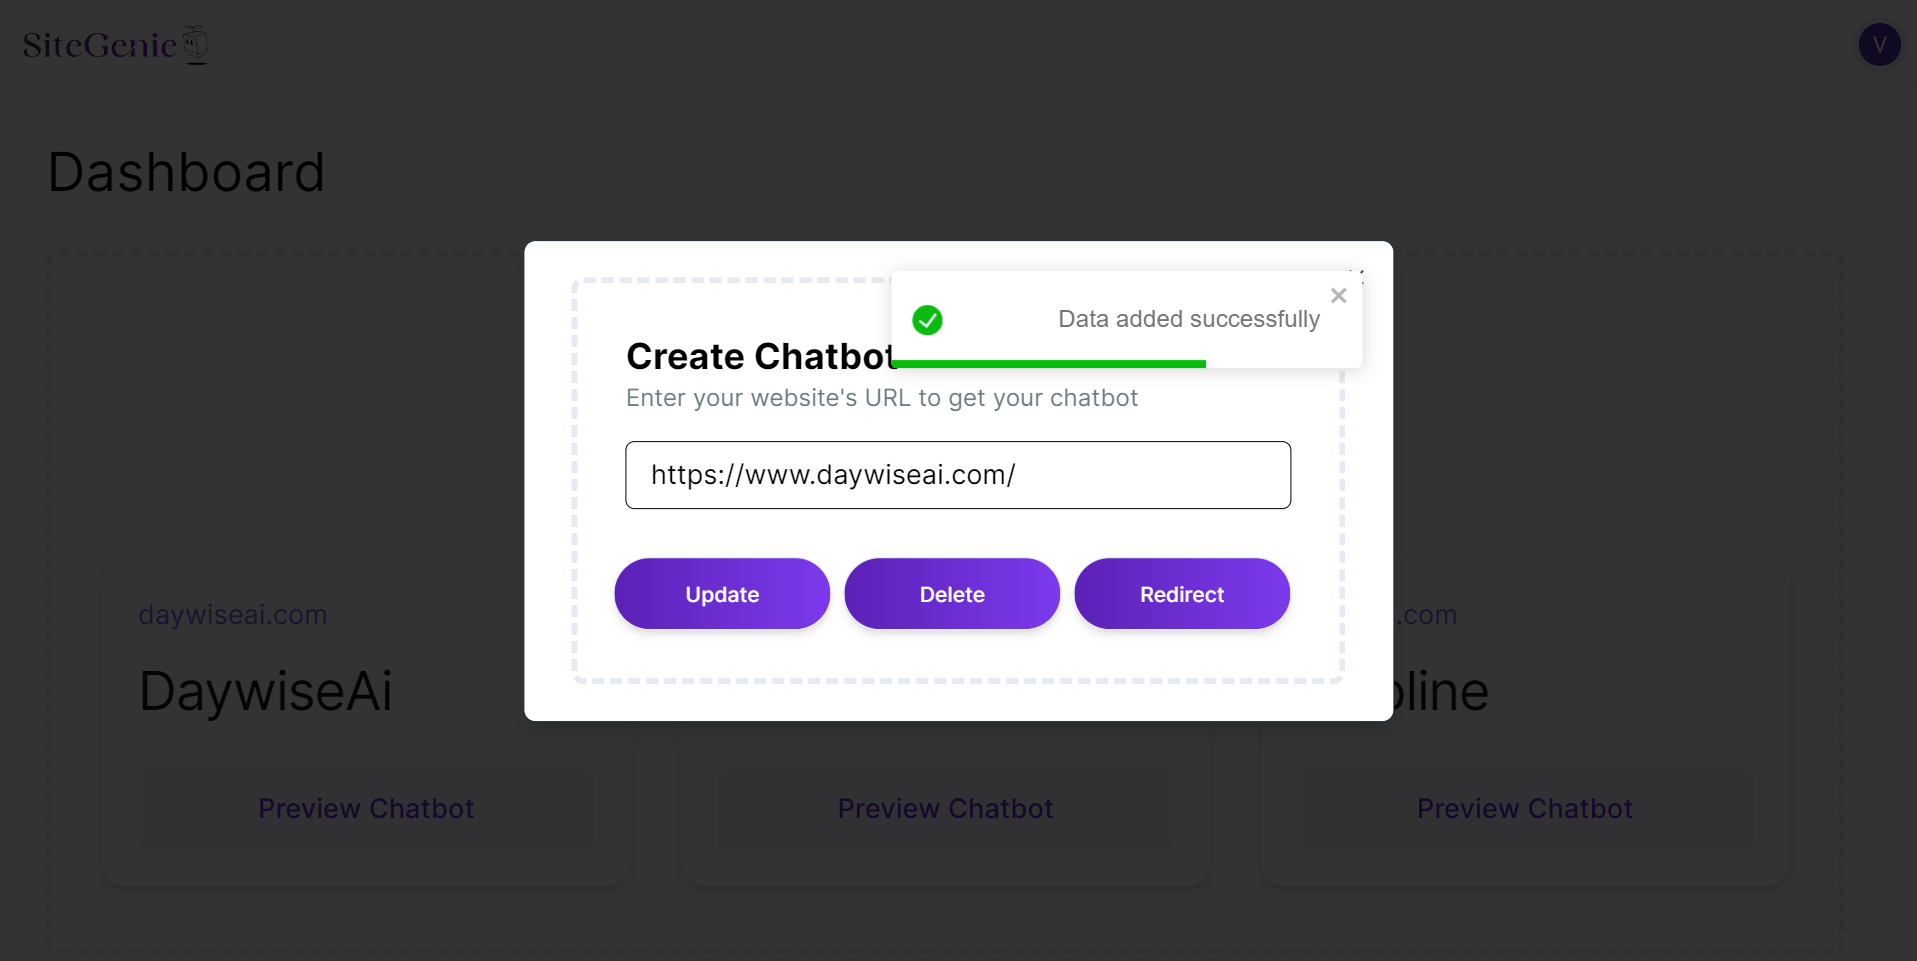 SiteGenie
V
Dashboard
Data added successfully
Create Chatbot
Enter your website's URL to get your chatbot
https://www.daywiseai.com/
Update
Delete
Redirect
daywiseai.com
.com
DaywiseAi
Preview Chatbot
Preview Chatbot
Preview Chatbot